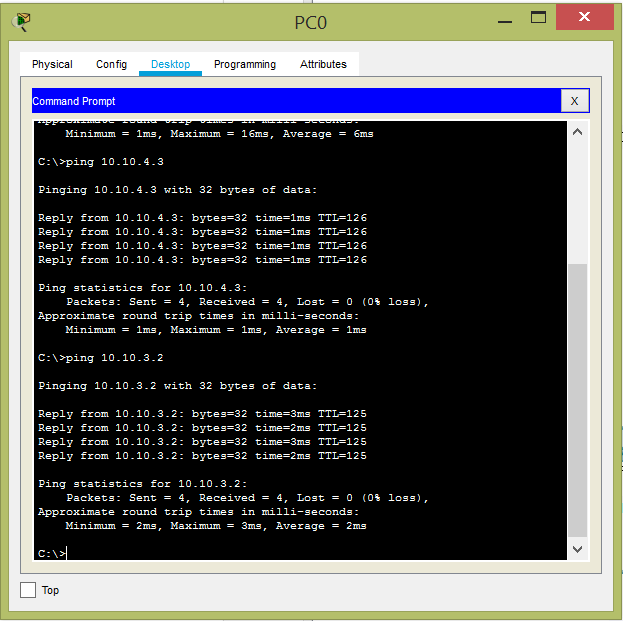 PC0
Physical Config Desktop Programming Attributes
Command Prompt
X
Approximate round trip times in milli-seconds:
Minimum = 1ms, Maximum = 16ms, Average = 6ms
C:\>ping 10.10.4.3
Pinging 10.10.4.3 with 32 bytes of data:
Reply from 10.10.4.3: bytes=32 time=1ms TTL=126
Reply from 10.10.4.3: bytes=32 time=1ms TTL=126
Reply from 10.10.4.3: bytes=32 time=1ms TTL=126
Reply from 10.10.4.3: bytes=32 time=1ms TTL=126
Ping statistics for 10.10.4.3:
Packets: Sent = 4, Received = 4, Lost = 0 (0% loss),
Approximate round trip times in milli-seconds:
Minimum = 1ms, Maximum = 1ms, Average = 1ms
C:\>ping 10.10.3.2
Pinging 10.10.3.2 with 32 bytes of data:
Reply from 10.10.3.2: bytes=32 time=3ms TTL=125
Reply from 10.10.3.2: bytes=32 time=2ms TTL=125
Reply from 10.10.3.2: bytes=32 time=3ms TTL=125
Reply from 10.10.3.2: bytes=32 time=2ms TTL=125
Ping statistics for 10.10.3.2:
Packets: Sent = 4, Received = 4, Lost = 0 (0% loss),
Approximate round trip times in milli-seconds:
Minimum = 2ms, Maximum = 3ms, Average = 2ms
C:\>
Top